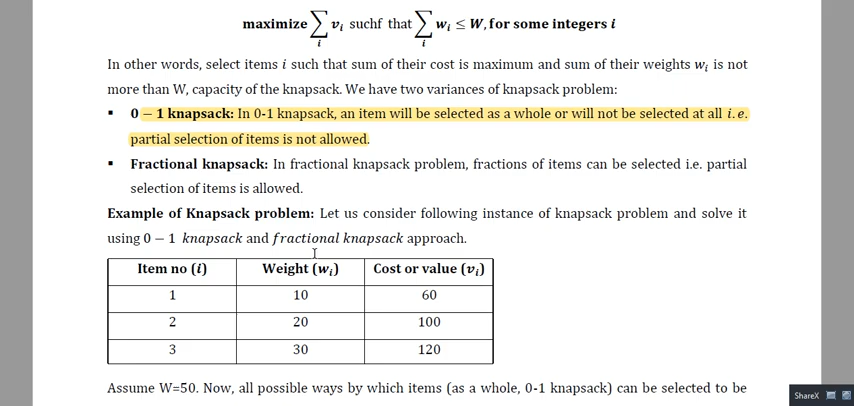 maximize ∑ vᵢ suchf that ∑ wᵢ ≤ W, for some integers i
i i
In other words, select items i such that sum of their cost is maximum and sum of their weights wᵢ is not
more than W, capacity of the knapsack. We have two variances of knapsack problem:
▪ 0 − 1 knapsack: In 0-1 knapsack, an item will be selected as a whole or will not be selected at all i.e.
partial selection of items is not allowed.
▪ Fractional knapsack: In fractional knapsack problem, fractions of items can be selected i.e. partial
selection of items is allowed.
Example of Knapsack problem: Let us consider following instance of knapsack problem and solve it
using 0 − 1 knapsack and fractional knapsack approach.
Item no (i) Weight (wᵢ) Cost or value (vᵢ)
1 10 60
2 20 100
3 30 120
Assume W=50. Now, all possible ways by which items (as a whole, 0-1 knapsack) can be selected to be
ShareX